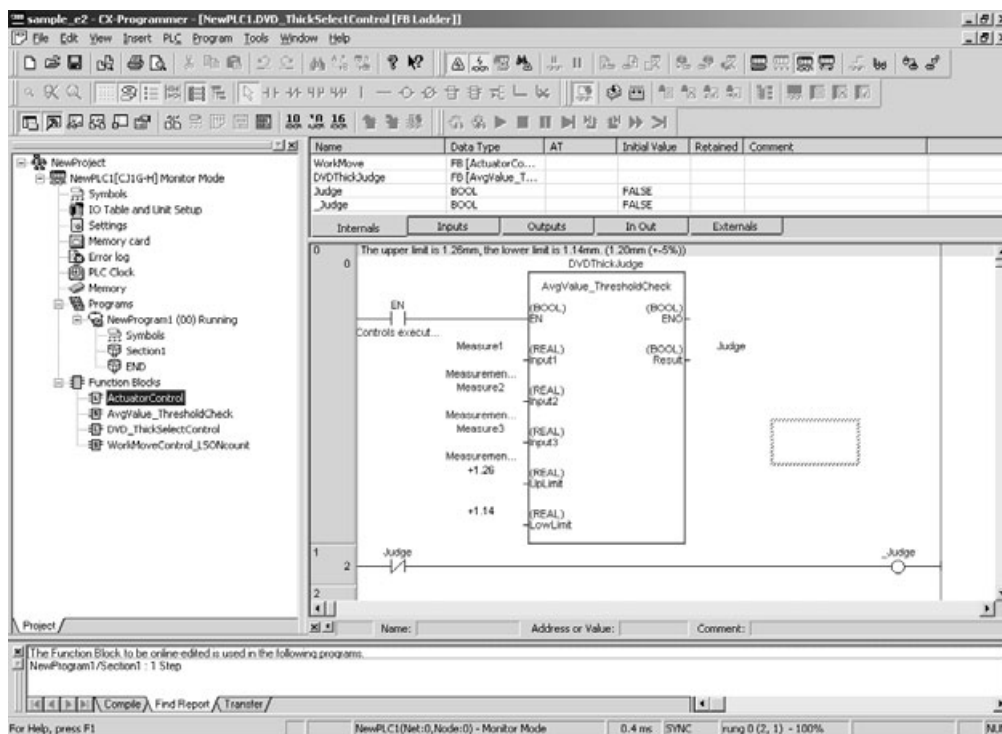 sample_e2 - CX-Programmer - [NewPLC1.DVD_ThickSelectControl [FB Ladder]]
File Edit View Insert PLC Program Tools Window Help
NewProject
NewPLC1[CJ1G-H] Monitor Mode
Symbols
IO Table and Unit Setup
Settings
Memory card
Error log
PLC Clock
Memory
Programs
NewProgram1 (00) Running
Symbols
Section1
END
Function Blocks
ActuatorControl
AvgValue_ThresholdCheck
DVD_ThickSelectControl
WorkMoveControl_LSONcount
Project
Name Data Type AT Initial Value Retained Comment
WorkMove FB [ActuatorCo...
DVDThickJudge FB [AvgValue_T...
Judge BOOL FALSE
_Judge BOOL FALSE
Internals Inputs Outputs In Out Externals
0 The upper limit is 1.26mm, the lower limit is 1.14mm. (1.20mm (+-5%))
0 DVDThickJudge
AvgValue_ThresholdCheck
EN (BOOL) (BOOL)
EN ENO
Controls execut...
Measure1 (REAL) (BOOL) Judge
Input1 Result
Measuremen...
Measure2 (REAL)
Input2
Measuremen...
Measure3 (REAL)
Input3
Measuremen...
+1.26 (REAL)
UpLimit
+1.14 (REAL)
LowLimit
1 Judge _Judge
2
2
Name: Address or Value: Comment:
The Function Block to be online-edited is used in the following programs.
NewProgram1/Section1 : 1 Step
Compile Find Report Transfer
For Help, press F1 NewPLC1(Net:0,Node:0) - Monitor Mode 0.4 ms SYNC rung 0 (2, 1) - 100% NU